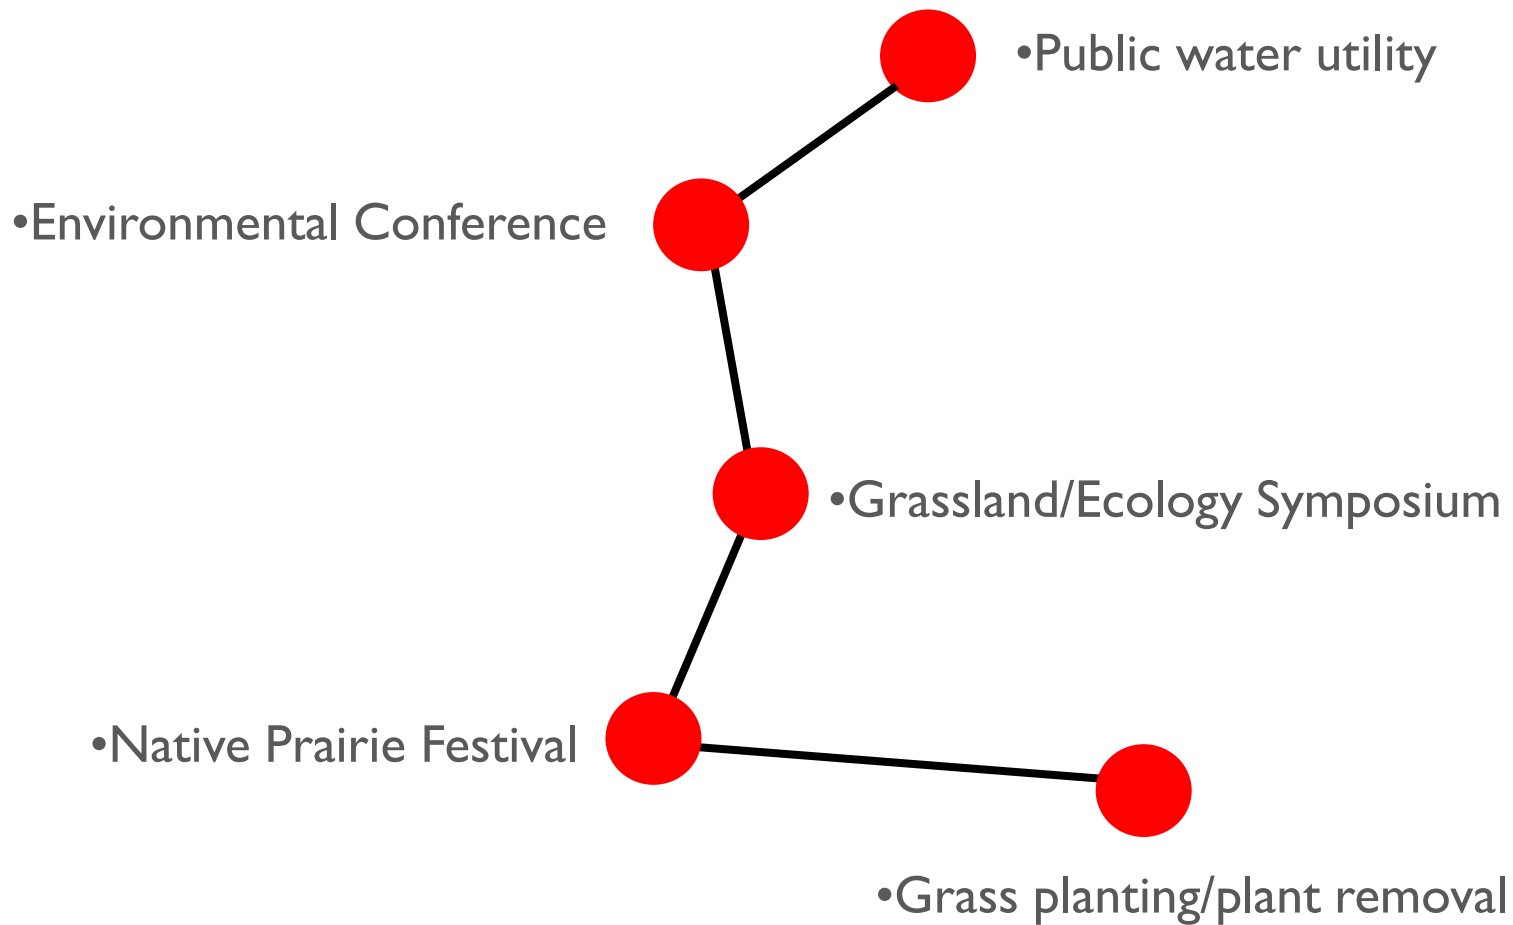 •Public water utility
•Environmental Conference
•Grassland/Ecology Symposium
•Native Prairie Festival
•Grass planting/plant removal